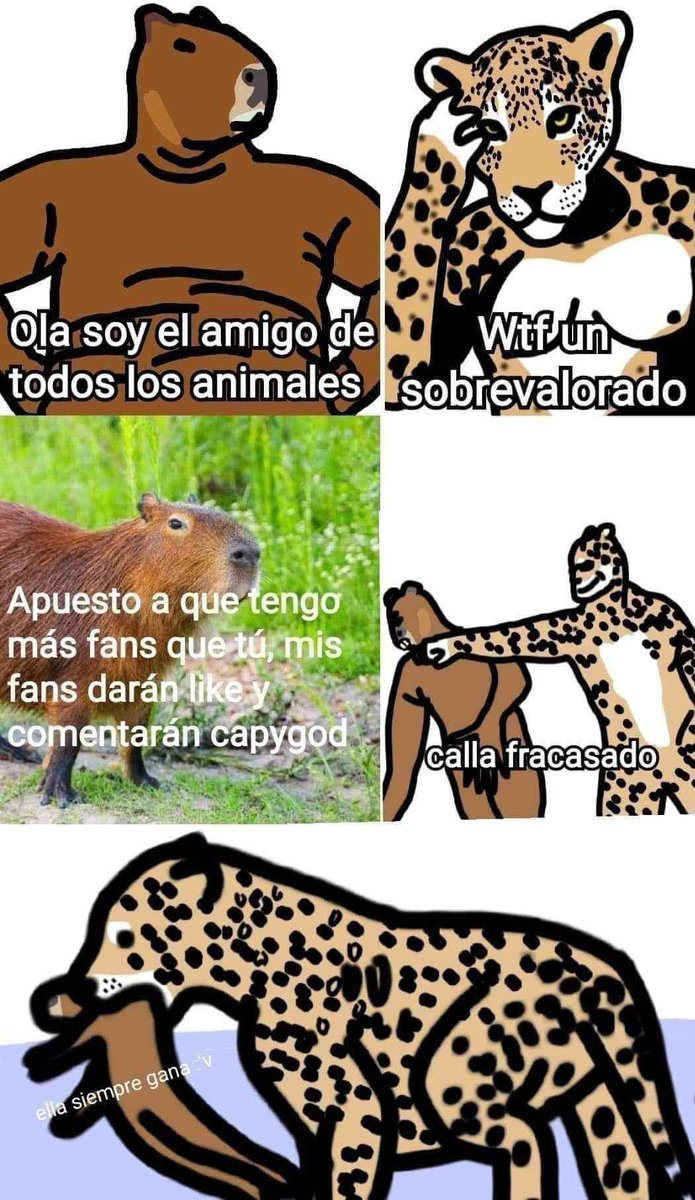 Ola soy el amigo de
todos los animales
Wtf un
sobrevalorado
Apuesto a que tengo
más fans que tú, mis
fans darán like y
comentarán capygod
calla fracasado
ella siempre gana :'v